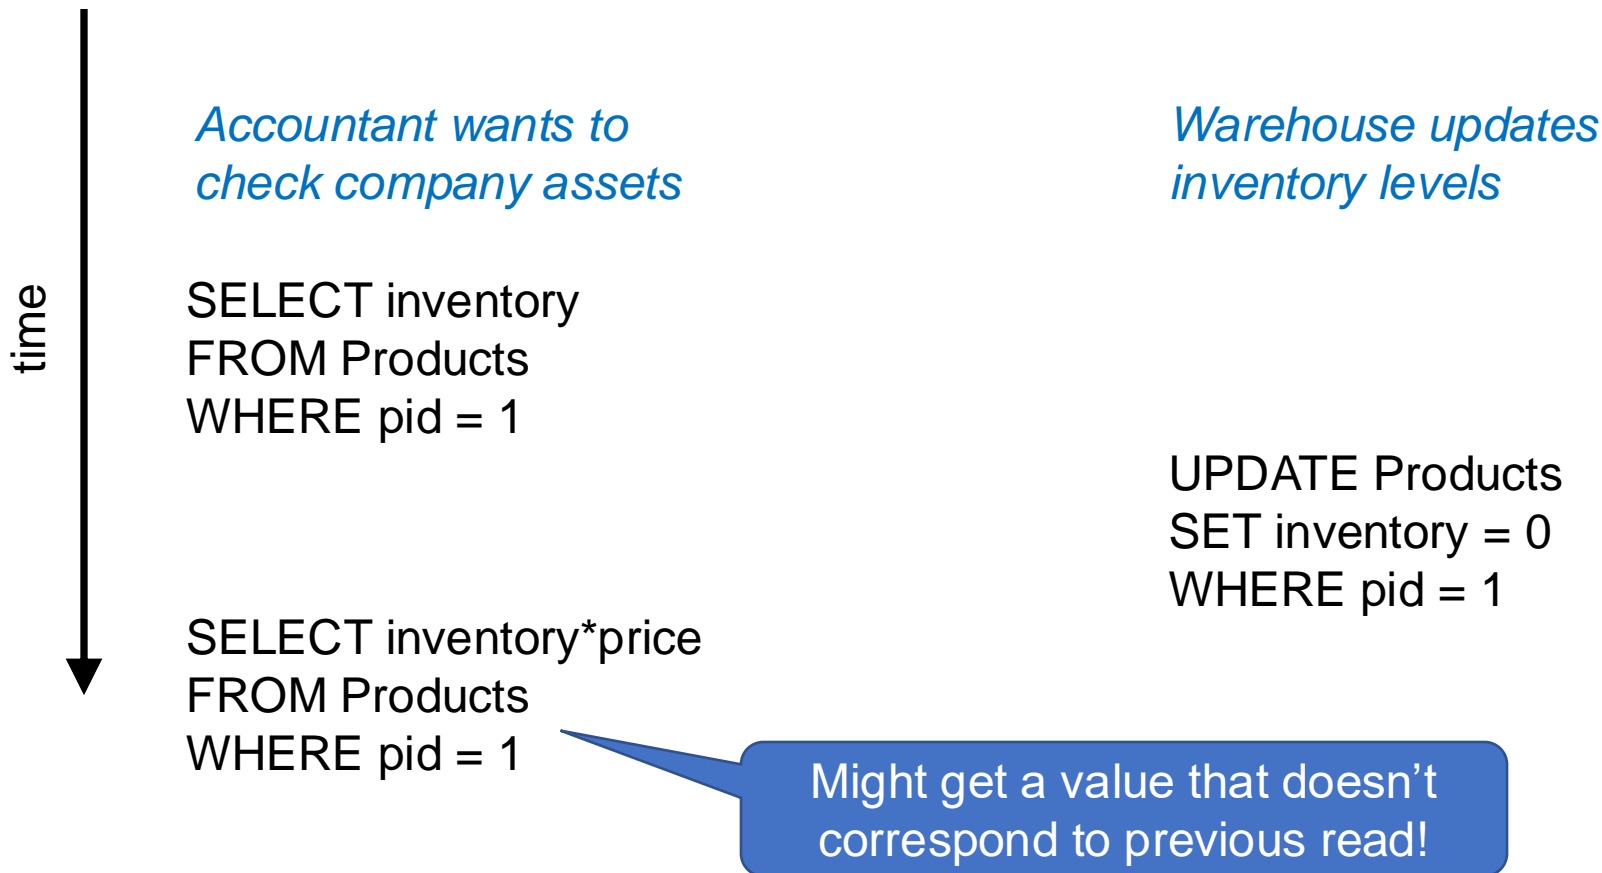 time
Accountant wants to
check company assets
SELECT inventory
FROM Products
WHERE pid = 1
Warehouse updates
inventory levels
UPDATE Products
SET inventory = 0
WHERE pid = 1
SELECT inventory*price
FROM Products
WHERE pid = 1
Might get a value that doesn’t
correspond to previous read!